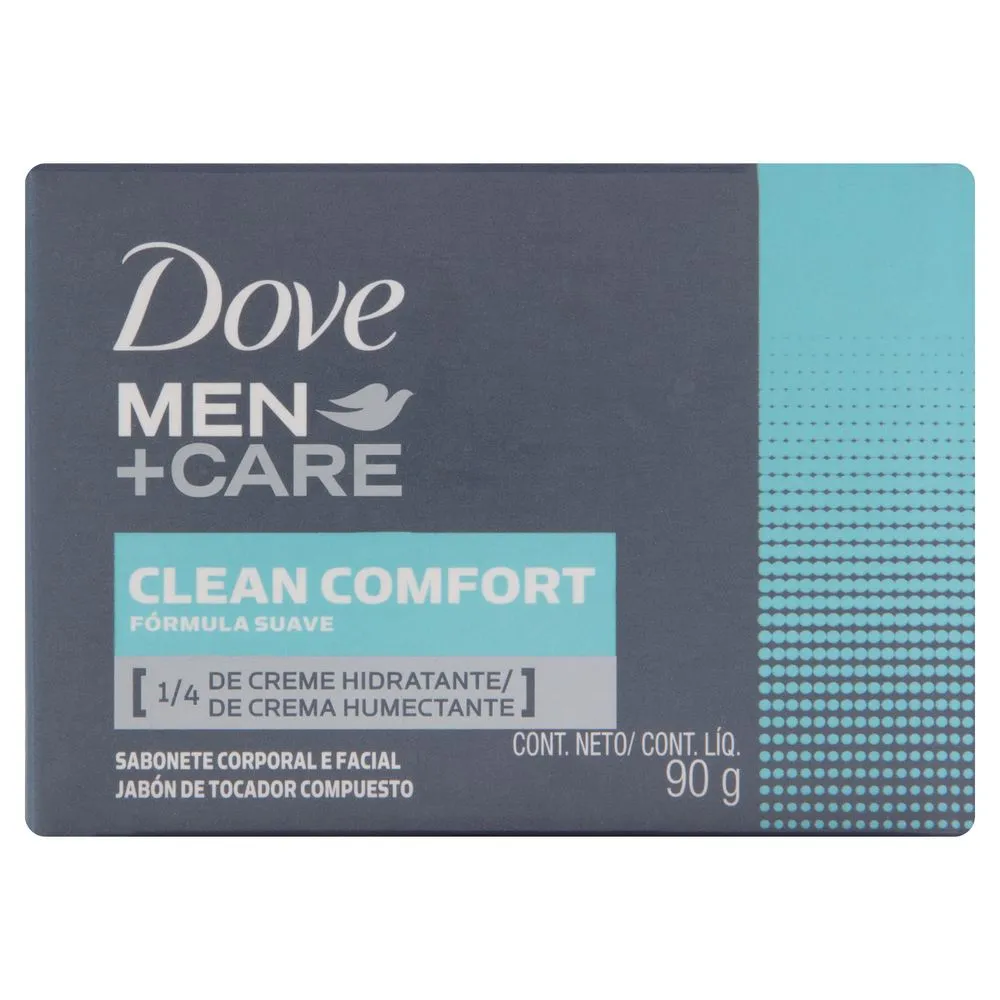 Dove
MEN
+CARE
CLEAN COMFORT
FÓRMULA SUAVE
[ 1/4 DE CREME HIDRATANTE/
DE CREMA HUMECTANTE ]
SABONETE CORPORAL E FACIAL
JABÓN DE TOCADOR COMPUESTO
CONT. NETO/ CONT. LÍQ.
90 g